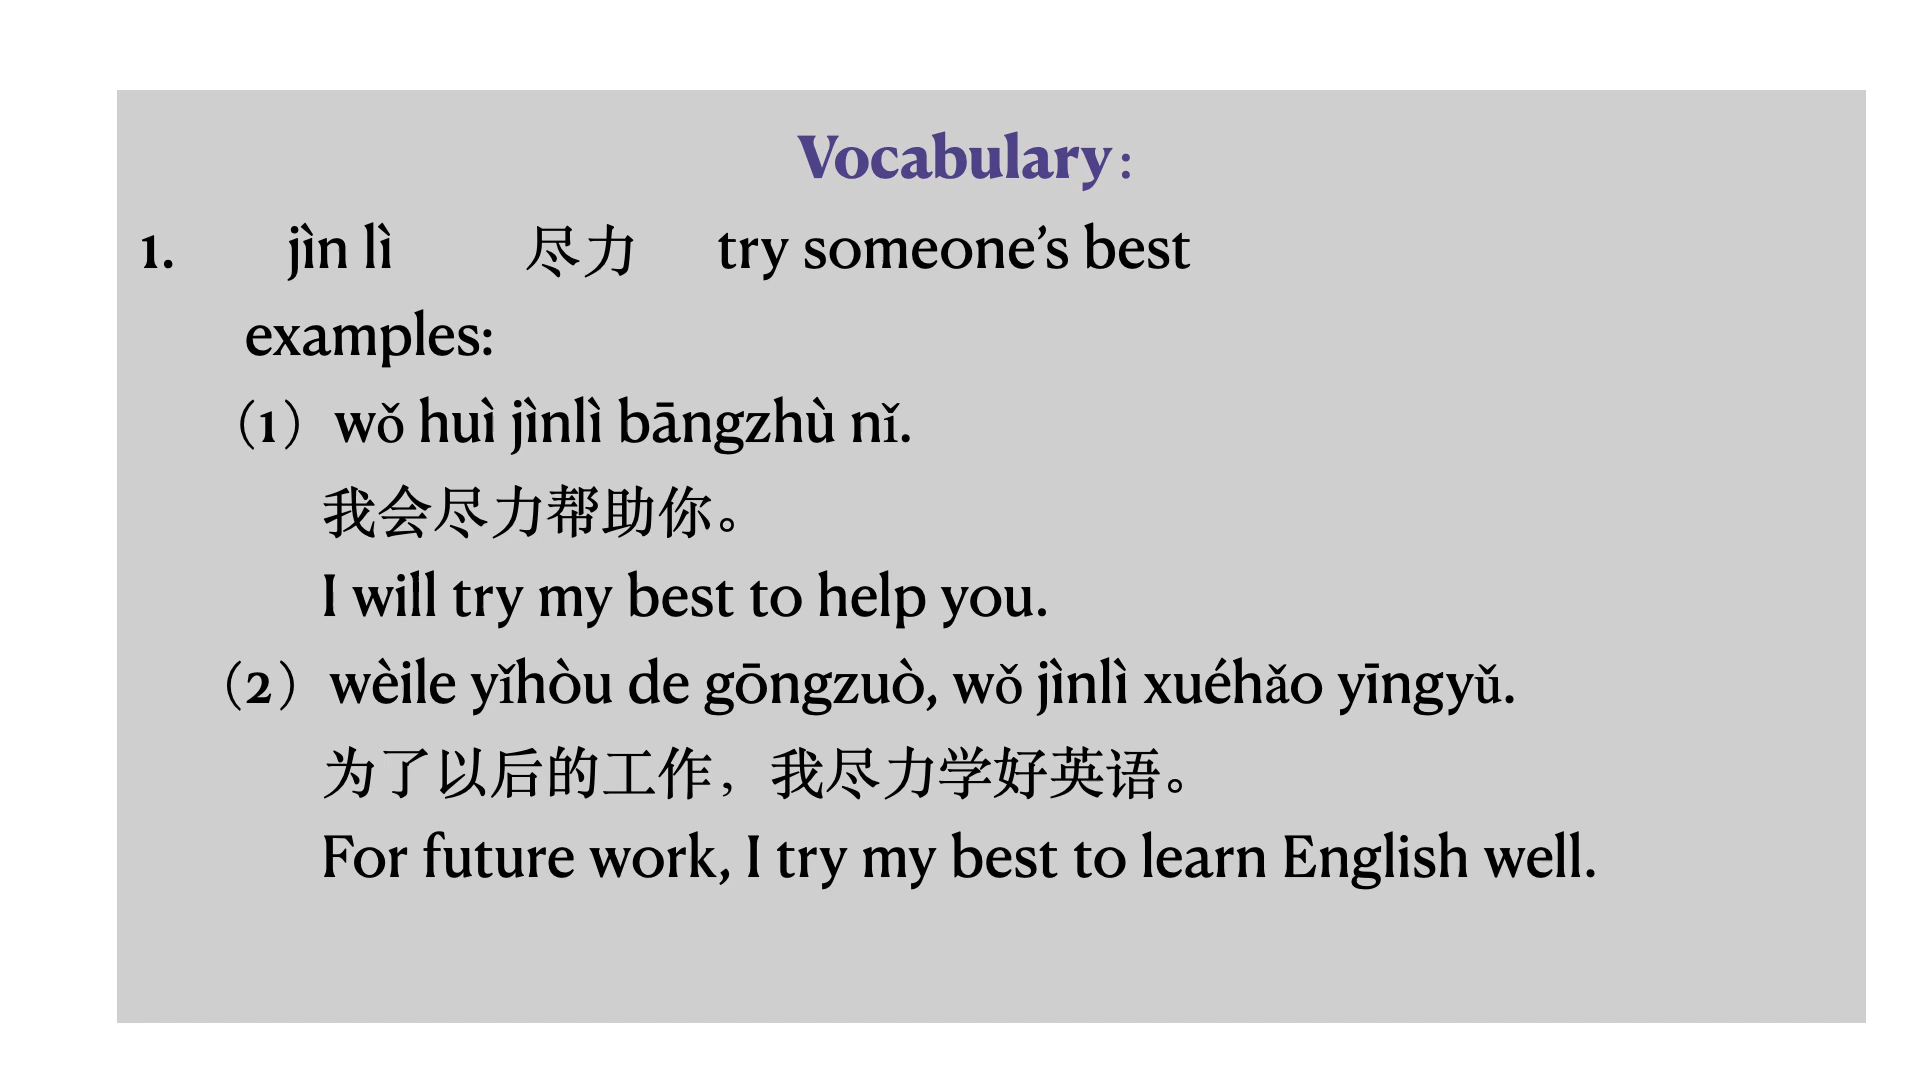 Vocabulary：
1. jìn lì 尽力 try someone’s best
examples:
（1）wǒ huì jìnlì bāngzhù nǐ.
我会尽力帮助你。
I will try my best to help you.
（2）wèile yǐhòu de gōngzuò, wǒ jìnlì xuéhǎo yīngyǔ.
为了以后的工作，我尽力学好英语。
For future work, I try my best to learn English well.